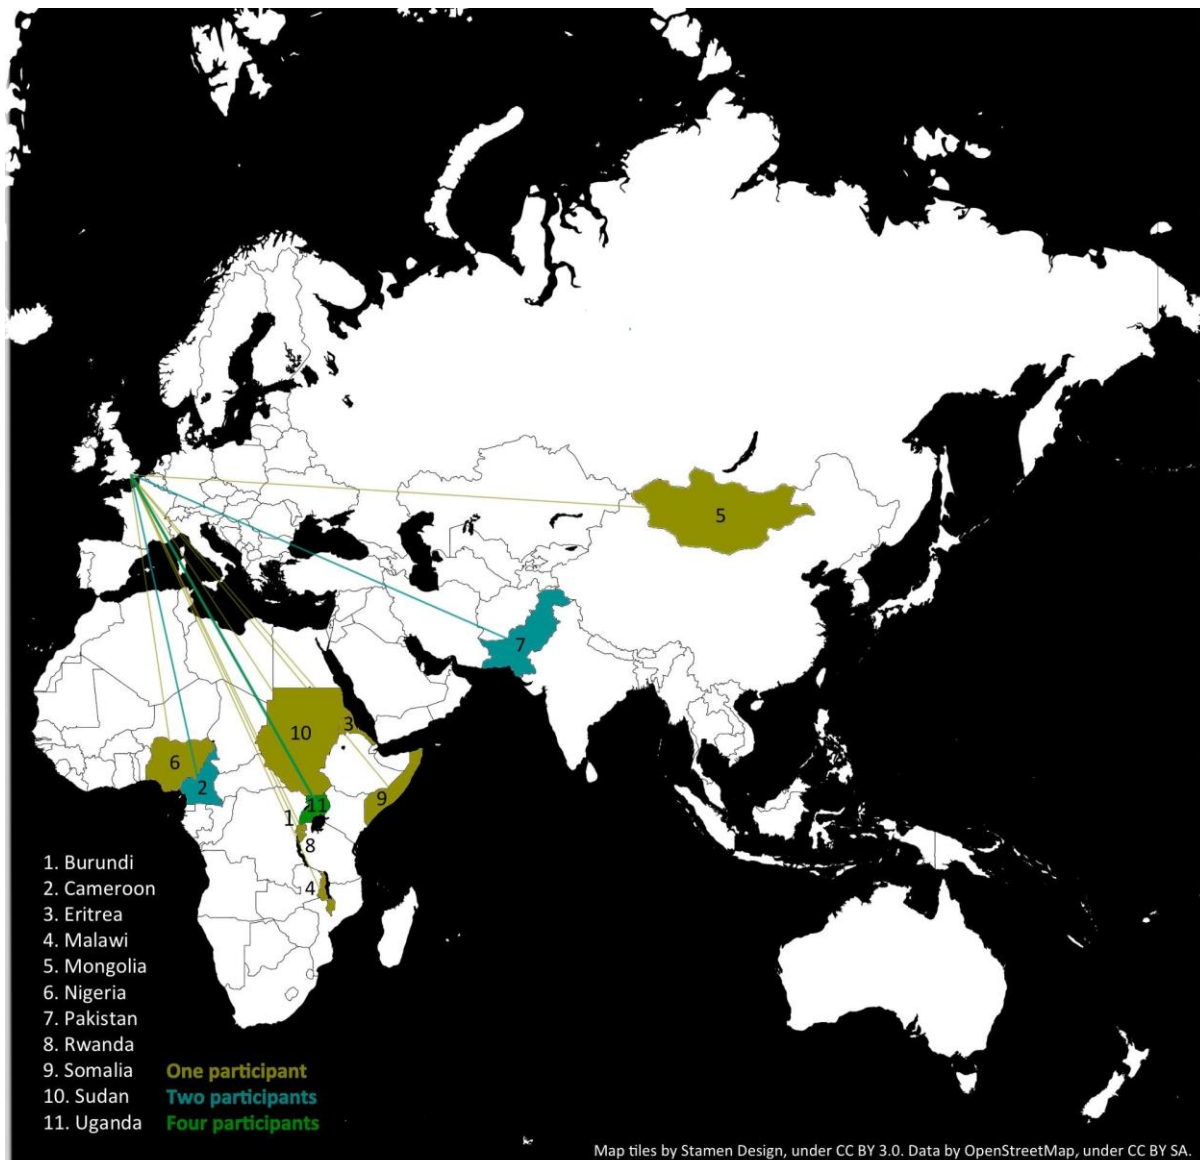 5
7
10
3
6
2
9
11
1
8
4
1. Burundi
2. Cameroon
3. Eritrea
4. Malawi
5. Mongolia
6. Nigeria
7. Pakistan
8. Rwanda
9. Somalia
10. Sudan
11. Uganda
One participant
Two participants
Four participants
Map tiles by Stamen Design, under CC BY 3.0. Data by OpenStreetMap, under CC BY SA.